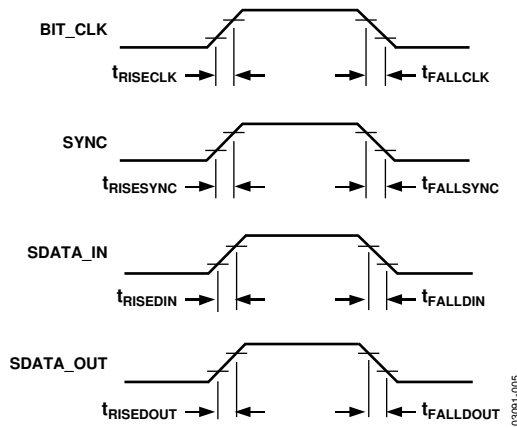 BIT_CLK
tRISECLK tFALLCLK
SYNC
tRISESYNC tFALLSYNC
SDATA_IN
tRISEDIN tFALLDIN
SDATA_OUT
tRISEDOUT tFALLDOUT
03091-005